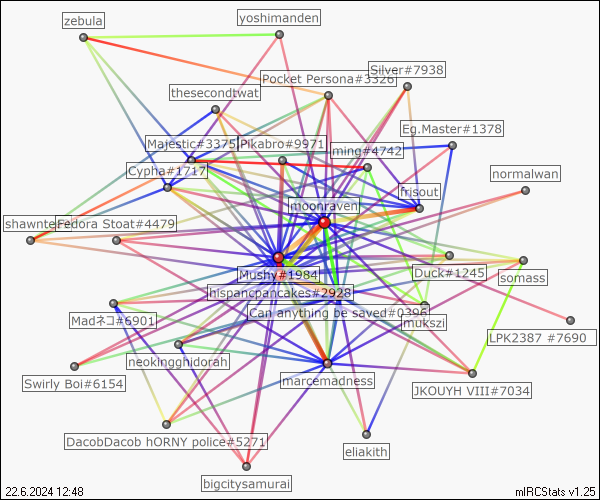 yoshimanden
zebula
Silver#7938
Pocket Persona#3326
thesecondtwat
Eg.Master#1378
Majestic#3375
Pikabro#9971
ming#4742
Cypha#1717
normalwan
frisout
moonraven
shawnte
Fedora Stoat#4479
Mushy#1984
Duck#1245
somass
hispancpancakes#2928
Can anything be saved#0396
Madネコ#6901
mukszi
LPK2387 #7690
neokingghidorah
Swirly Boi#6154
marcemadness
JKOUYH VIII#7034
DacobDacob hORNY police#5271
eliakith
bigcitysamurai
22.6.2024 12:48
mIRCStats v1.25